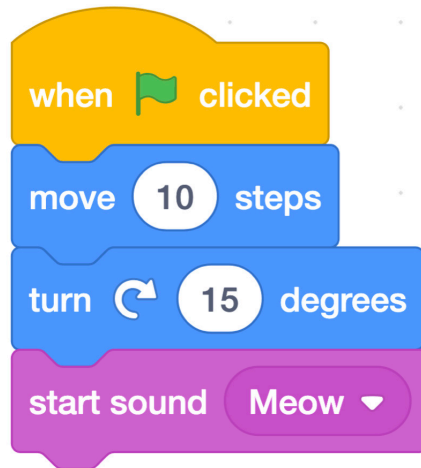 when clicked
move 10 steps
turn 15 degrees
start sound Meow